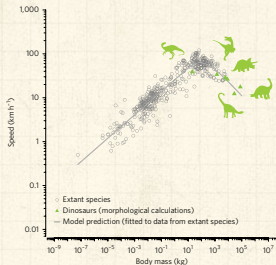 1,000
100
10
1
0.1
0.01
Speed (km h⁻¹)
Extant species
Dinosaurs (morphological calculations)
Model prediction (fitted to data from extant species)
10⁻⁹ 10⁻⁷ 10⁻⁵ 10⁻³ 10⁻¹ 10¹ 10³ 10⁵ 10⁷
Body mass (kg)